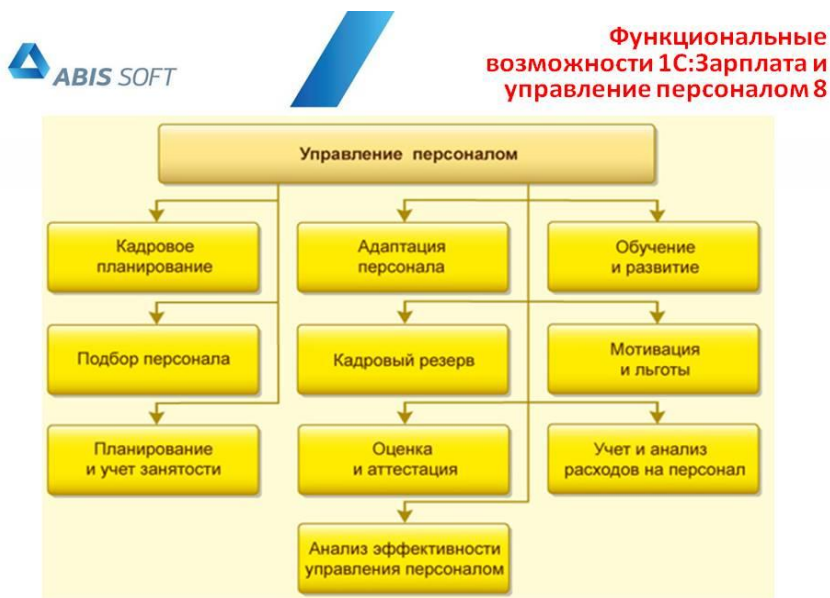 ABIS SOFT
Функциональные
возможности 1С:Зарплата и
управление персоналом 8
Управление персоналом
Кадровое
планирование
Адаптация
персонала
Обучение
и развитие
Подбор персонала
Кадровый резерв
Мотивация
и льготы
Планирование
и учет занятости
Оценка
и аттестация
Учет и анализ
расходов на персонал
Анализ эффективности
управления персоналом